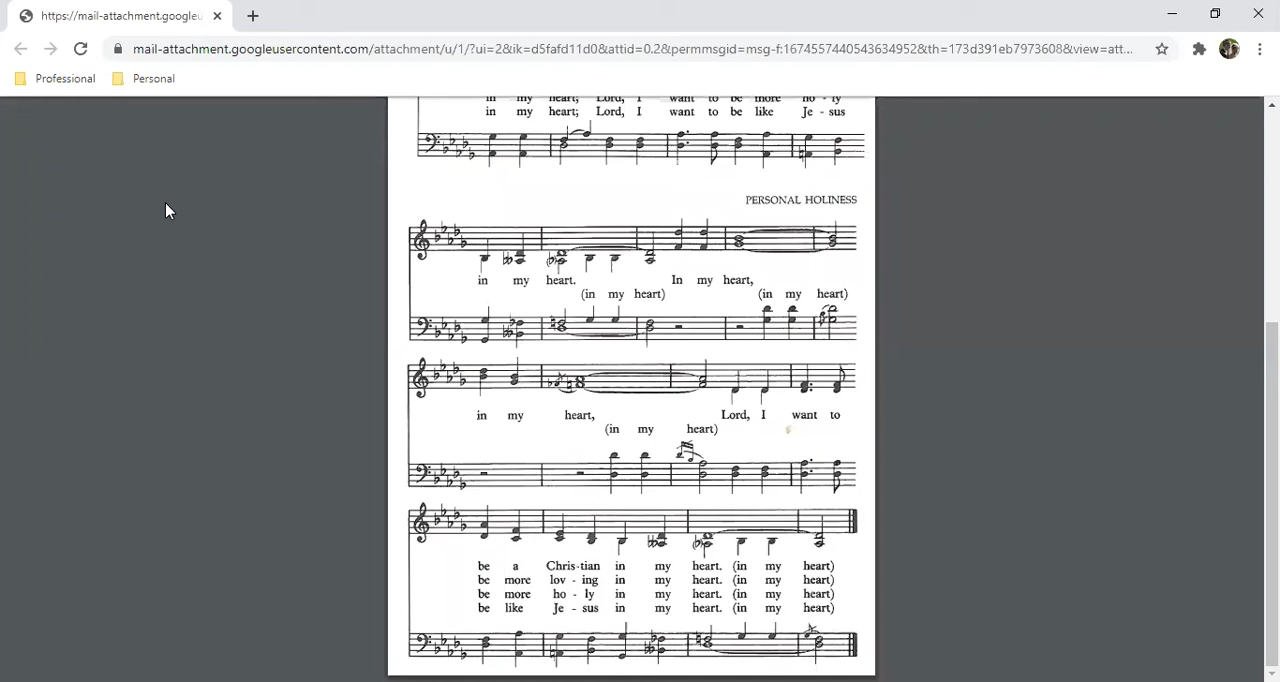 https://mail-attachment.googleu
mail-attachment.googleusercontent.com/attachment/u/1/?ui=2&ik=d5fafd11d0&attid=0.2&permmsgid=msg-f:1674557440543634952&th=173d391eb7973608&view=att...
Professional Personal
in my heart; Lord, I want to be more ho - ly
in my heart; Lord, I want to be like Je - sus
PERSONAL HOLINESS
in my heart. In my heart,
(in my heart) (in my heart)
in my heart, Lord, I want to
(in my heart)
be a Chris-tian in my heart. (in my heart)
be more lov - ing in my heart. (in my heart)
be more ho - ly in my heart. (in my heart)
be like Je - sus in my heart. (in my heart)